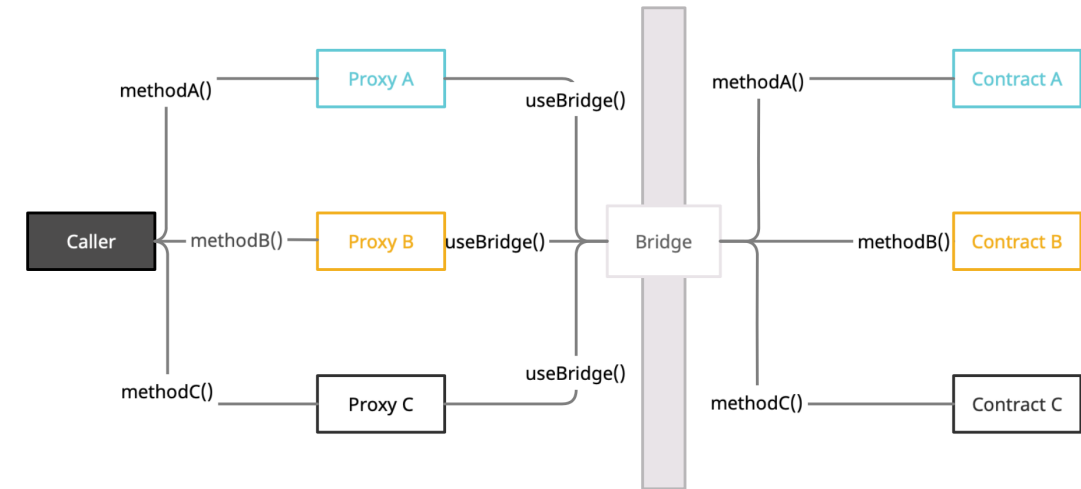 Proxy A
Contract A
methodA()
methodA()
useBridge()
Caller
methodB()
Proxy B
useBridge()
Bridge
methodB()
Contract B
useBridge()
methodC()
Proxy C
methodC()
Contract C